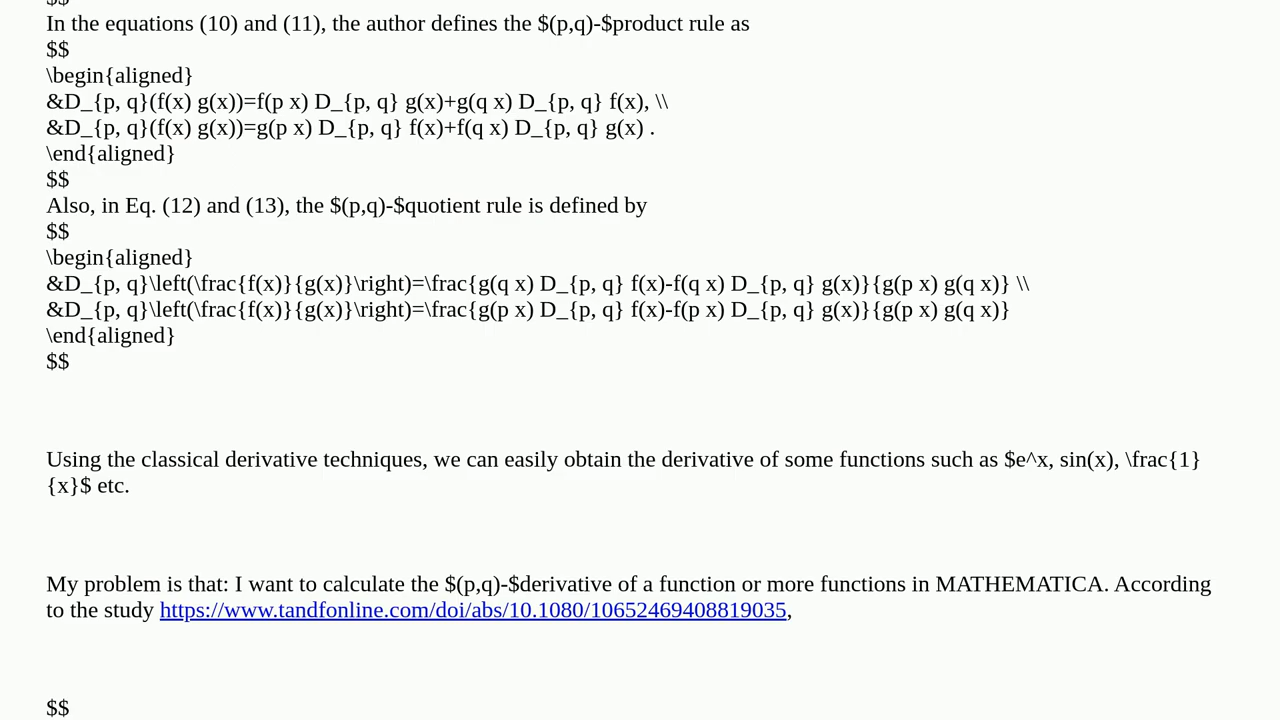 $$
In the equations (10) and (11), the author defines the $(p,q)-$product rule as
$$
\begin{aligned}
&D_{p, q}(f(x) g(x))=f(p x) D_{p, q} g(x)+g(q x) D_{p, q} f(x), \\
&D_{p, q}(f(x) g(x))=g(p x) D_{p, q} f(x)+f(q x) D_{p, q} g(x) .
\end{aligned}
$$
Also, in Eq. (12) and (13), the $(p,q)-$quotient rule is defined by
$$
\begin{aligned}
&D_{p, q}\left(\frac{f(x)}{g(x)}\right)=\frac{g(q x) D_{p, q} f(x)-f(q x) D_{p, q} g(x)}{g(p x) g(q x)} \\
&D_{p, q}\left(\frac{f(x)}{g(x)}\right)=\frac{g(p x) D_{p, q} f(x)-f(p x) D_{p, q} g(x)}{g(p x) g(q x)}
\end{aligned}
$$
Using the classical derivative techniques, we can easily obtain the derivative of some functions such as $e^x, sin(x), \frac{1}
{x}$ etc.
My problem is that: I want to calculate the $(p,q)-$derivative of a function or more functions in MATHEMATICA. According
to the study https://www.tandfonline.com/doi/abs/10.1080/10652469408819035,
$$